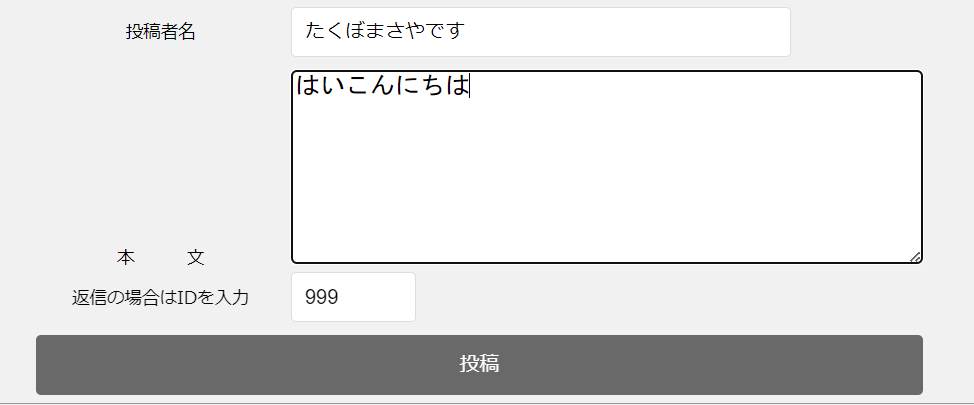 投稿者名
たくぼまさやです
はいこんにちは
本 文
返信の場合はIDを入力
999
投稿